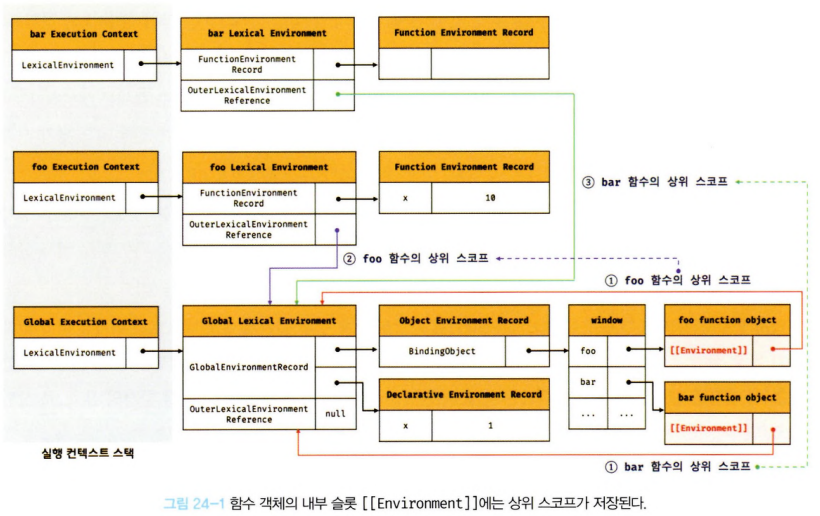 bar Execution Context
LexicalEnvironment
bar Lexical Environment
FunctionEnvironment
Record
OuterLexicalEnvironment
Reference
Function Environment Record
③ bar 함수의 상위 스코프
foo Execution Context
LexicalEnvironment
foo Lexical Environment
FunctionEnvironment
Record
OuterLexicalEnvironment
Reference
Function Environment Record
x 10
② foo 함수의 상위 스코프
① foo 함수의 상위 스코프
Global Execution Context
LexicalEnvironment
Global Lexical Environment
GlobalEnvironmentRecord
OuterLexicalEnvironment
Reference
null
Object Environment Record
BindingObject
Declarative Environment Record
x 1
window
foo
bar
... ...
foo function object
[[Environment]]
bar function object
[[Environment]]
① bar 함수의 상위 스코프
실행 컨텍스트 스택
그림 24-1 함수 객체의 내부 슬롯 [[Environment]]에는 상위 스코프가 저장된다.